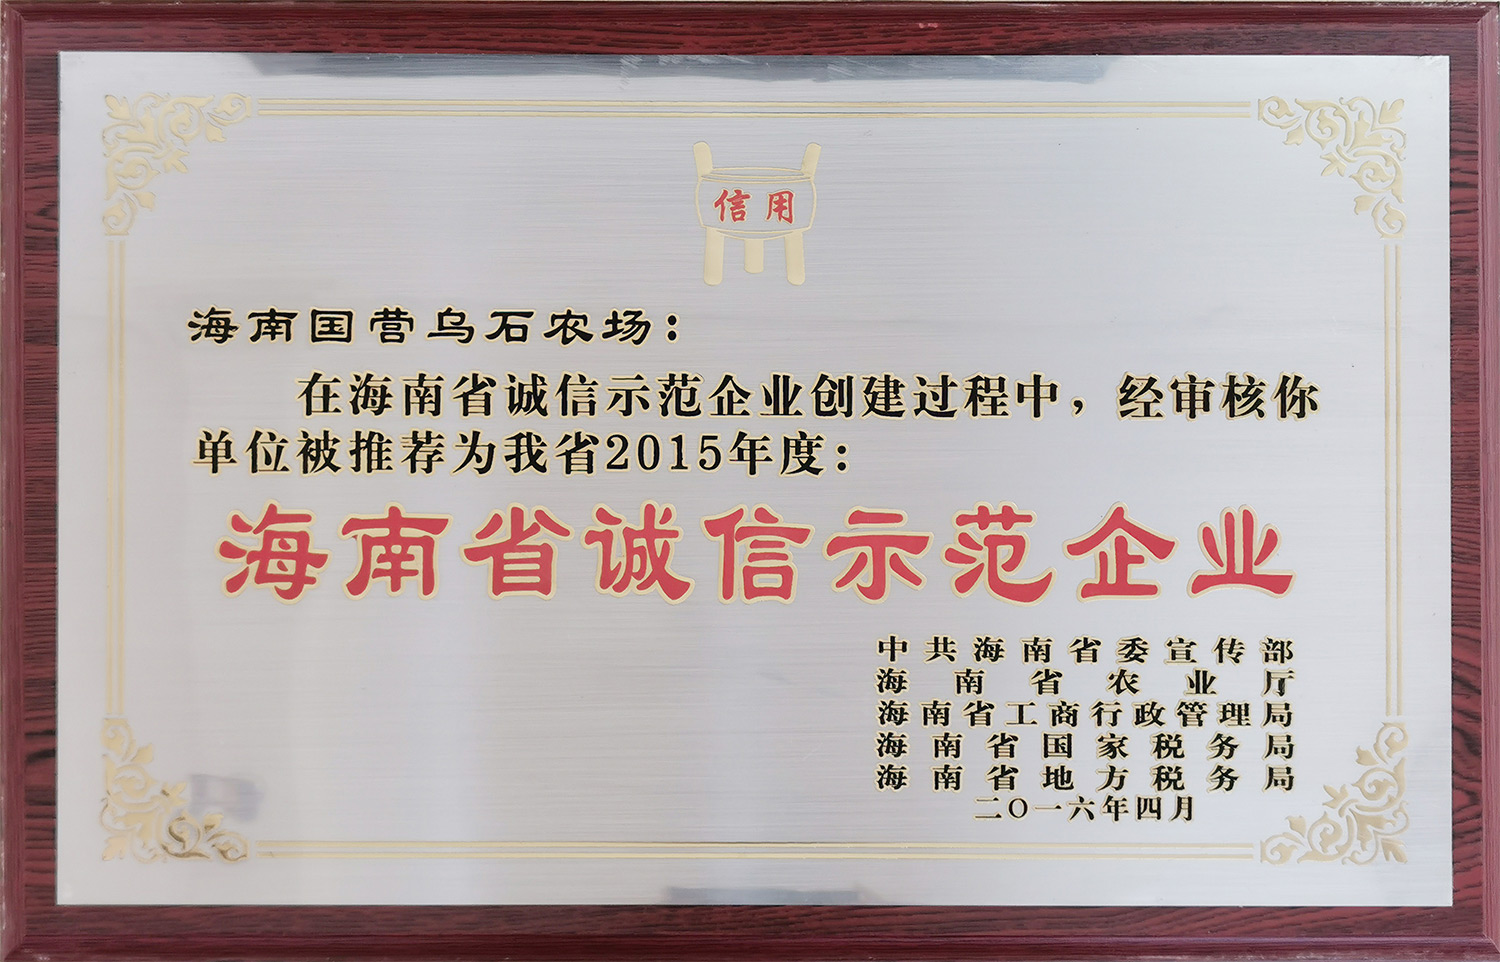 信用
海南国营乌石农场：
在海南省诚信示范企业创建过程中，经审核你
单位被推荐为我省2015年度：
海南省诚信示范企业
中共海南省委宣传部
海南省农业厅
海南省工商行政管理局
海南省国家税务局
海南省地方税务局
二〇一六年四月